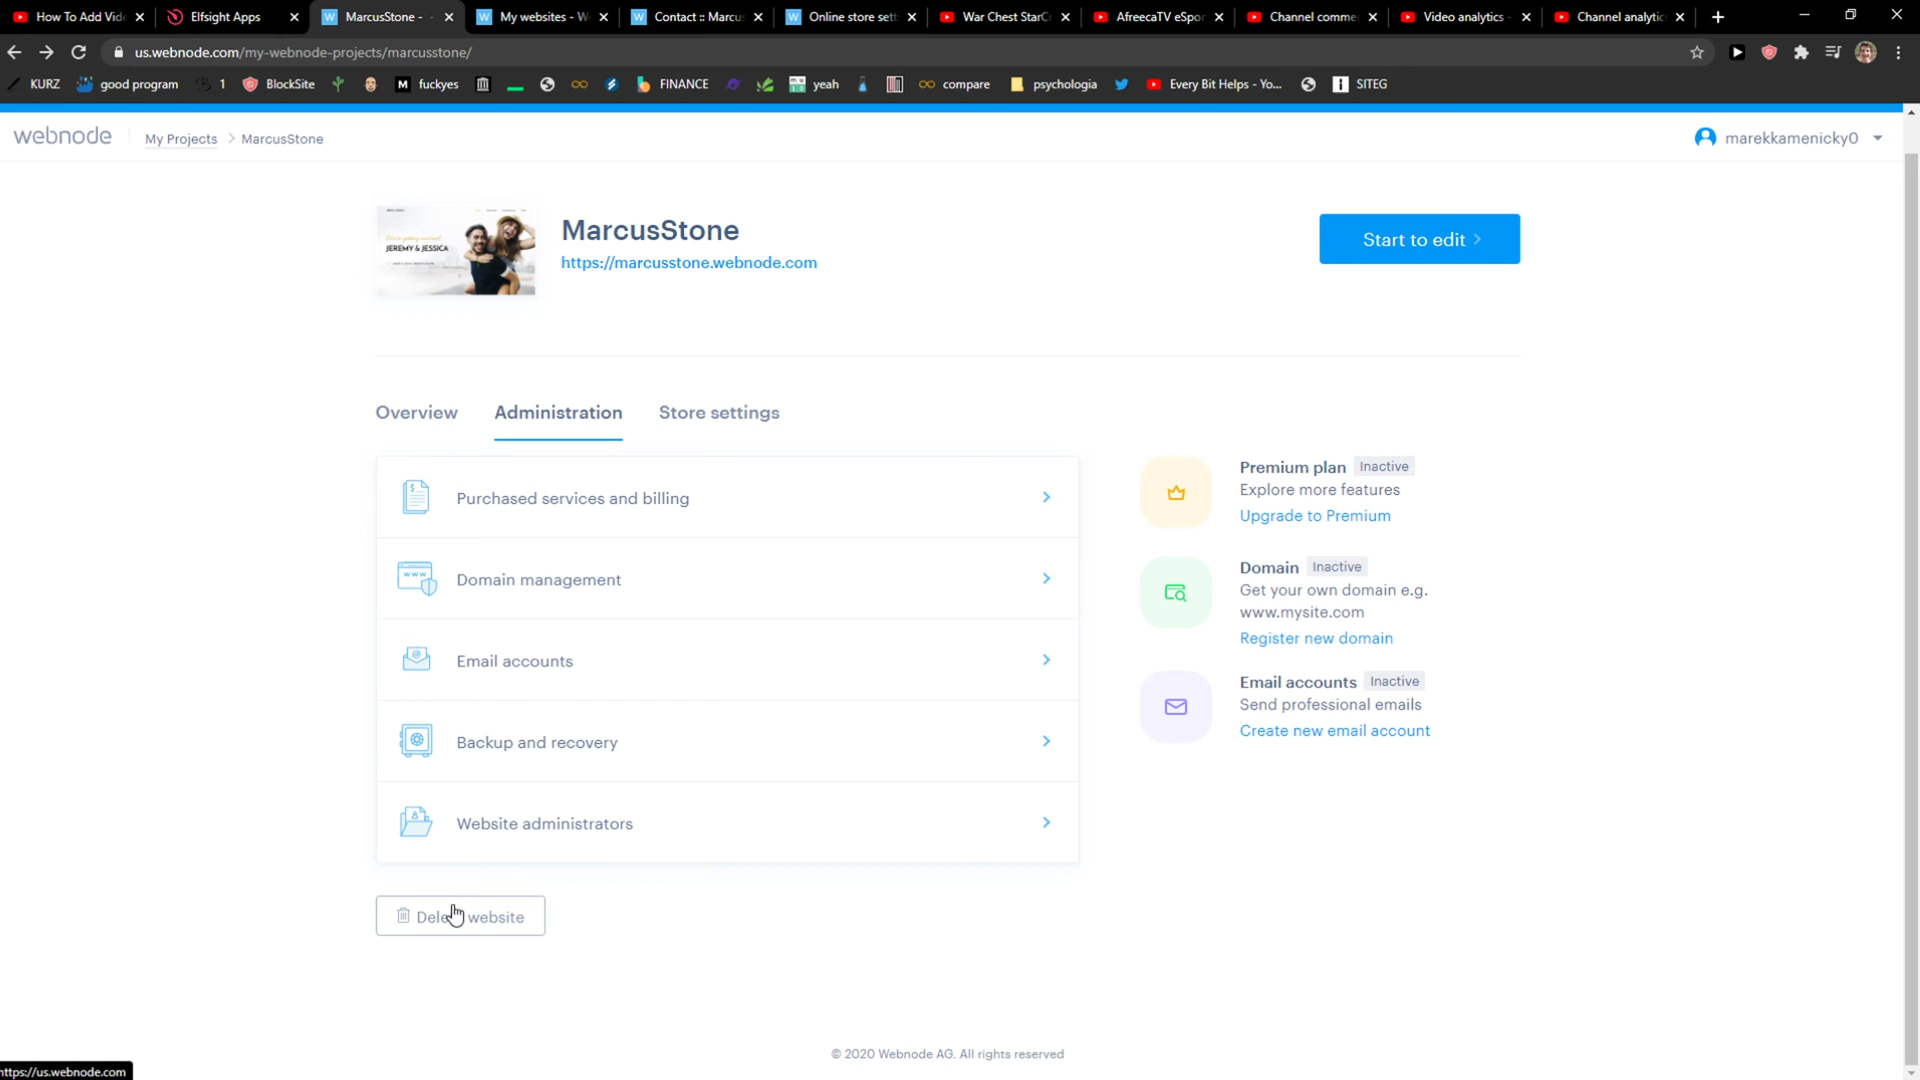 How To Add Vide
Elfsight Apps
MarcusStone -
My websites - W
Contact :: Marcus
Online store sett
War Chest StarC
AfreecaTV eSpor
Channel comme
Video analytics -
Channel analytic
us.webnode.com/my-webnode-projects/marcusstone/
KURZ
good program
1
BlockSite
fuckyes
FINANCE
yeah
compare
psychologia
Every Bit Helps - Yo...
SITEG
webnode
My Projects > MarcusStone
marekkamenicky0
JEREMY & JESSICA
MarcusStone
https://marcusstone.webnode.com
Start to edit >
Overview
Administration
Store settings
Purchased services and billing
Domain management
Email accounts
Backup and recovery
Website administrators
Premium plan Inactive
Explore more features
Upgrade to Premium
Domain Inactive
Get your own domain e.g.
www.mysite.com
Register new domain
Email accounts Inactive
Send professional emails
Create new email account
Delete website
© 2020 Webnode AG. All rights reserved
https://us.webnode.com